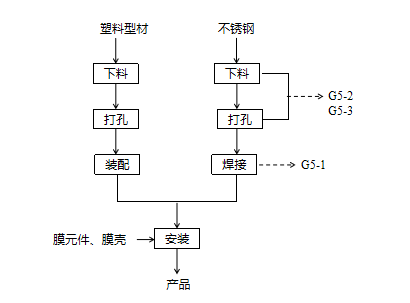 塑料型材
不锈钢
下料
下料
G5-2
G5-3
打孔
打孔
装配
焊接
G5-1
膜元件、膜壳
安装
产品